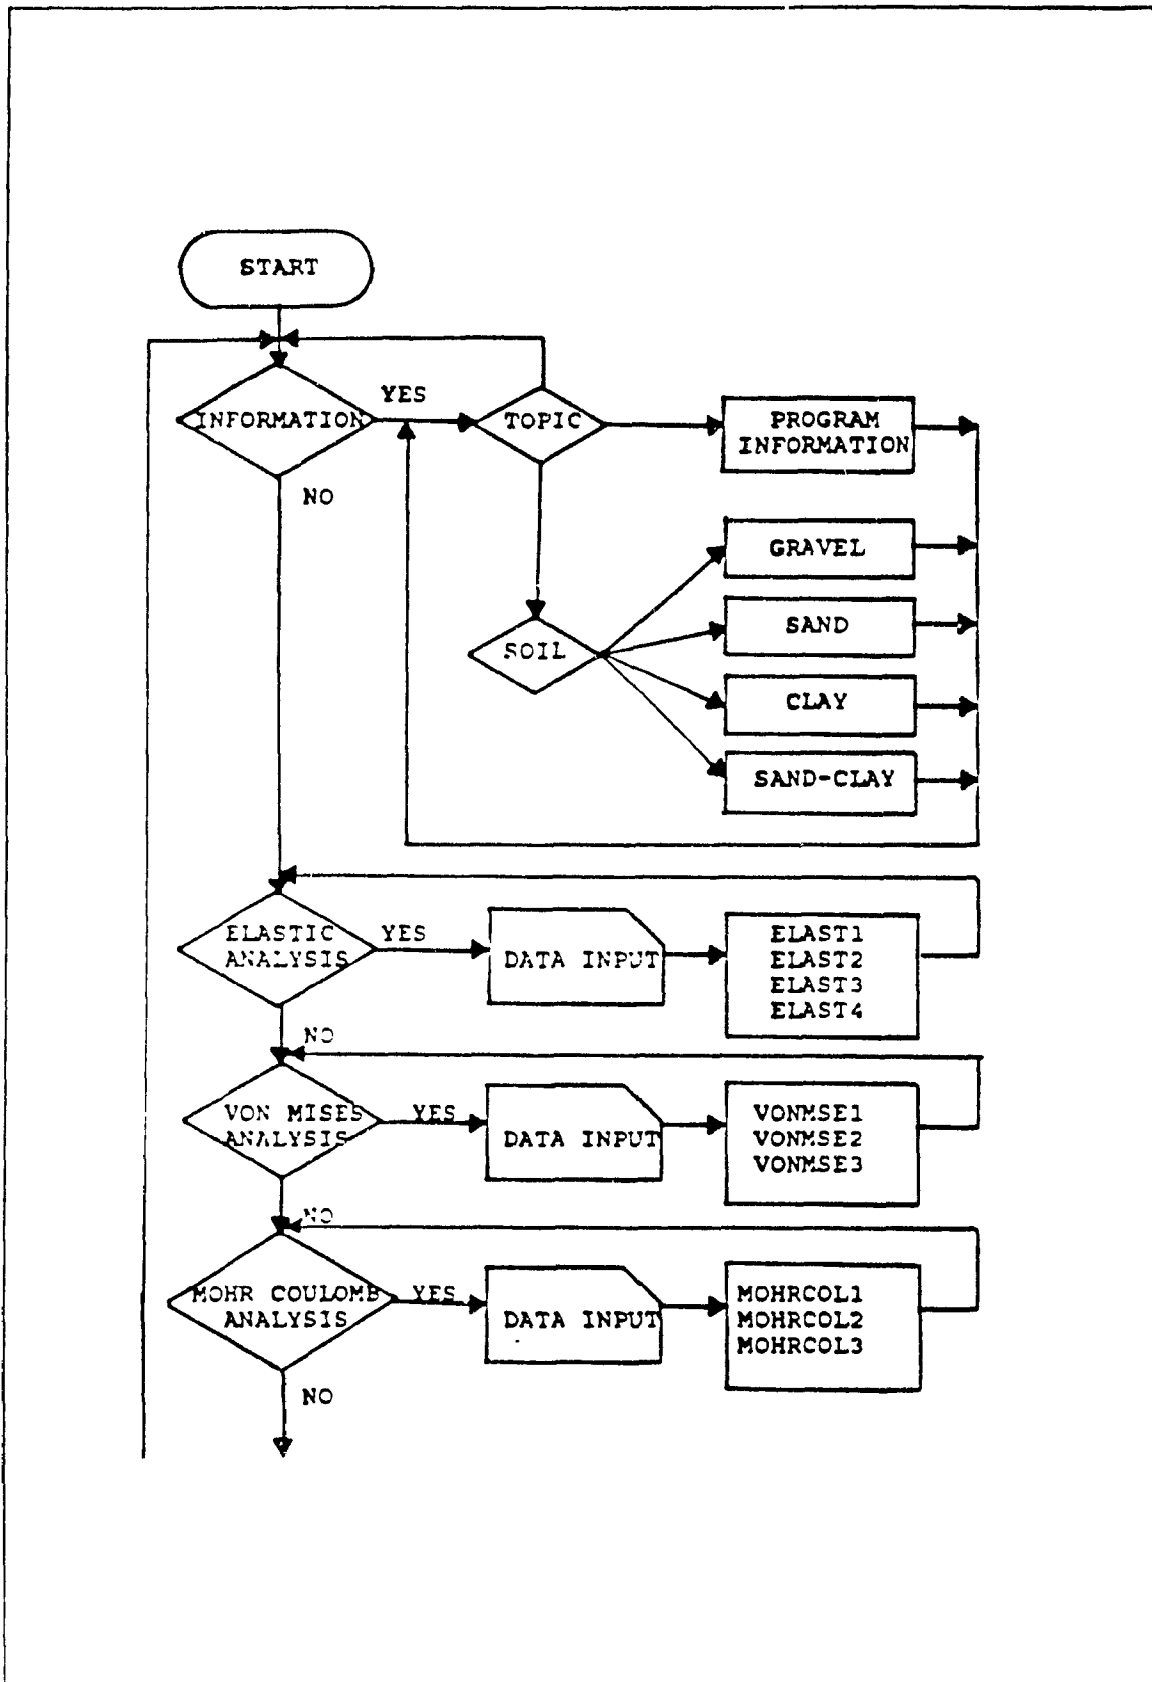 START
YES
INFORMATION
TOPIC
PROGRAM
INFORMATION
NO
GRAVEL
SAND
SOIL
CLAY
SAND-CLAY
ELASTIC
ANALYSIS
YES
DATA INPUT
ELAST1
ELAST2
ELAST3
ELAST4
NO
VON MISES
ANALYSIS
YES
DATA INPUT
VONMSE1
VONMSE2
VONMSE3
NO
MOHR COULOMB
ANALYSIS
YES
DATA INPUT
MOHRCOL1
MOHRCOL2
MOHRCOL3
NO